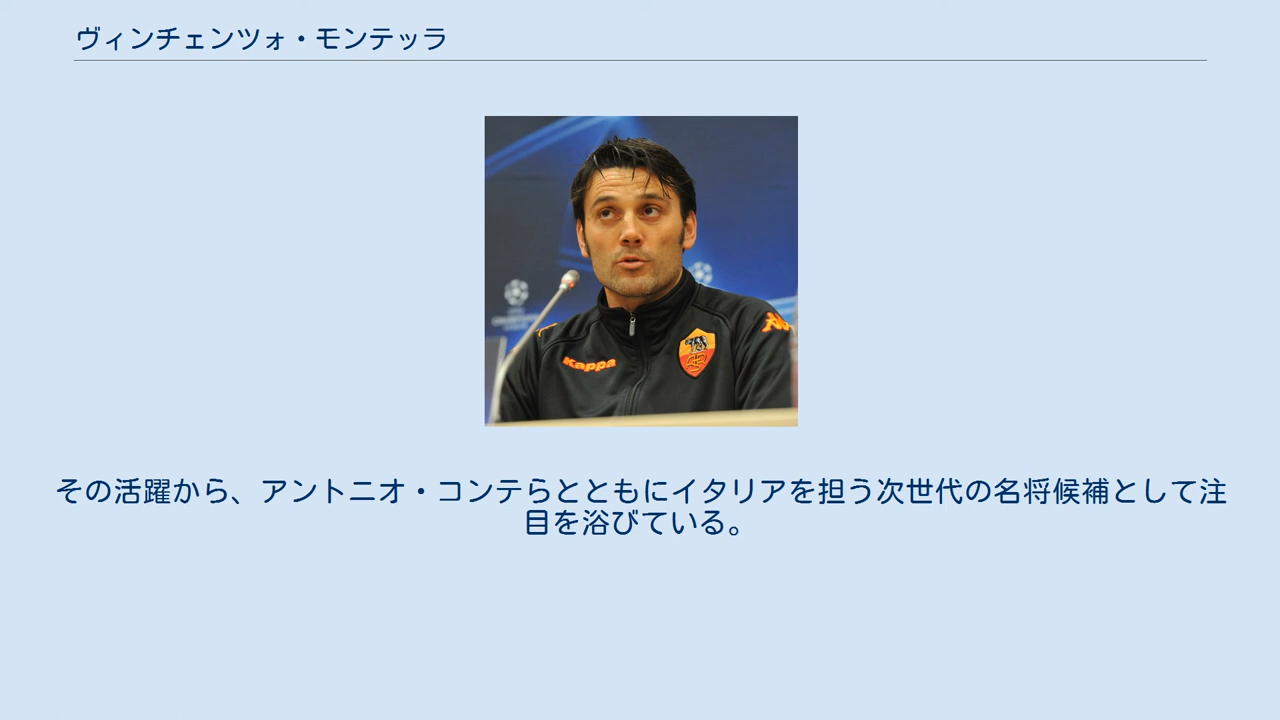 ヴィンチェンツォ・モンテッラ
Kappa
その活躍から、アントニオ・コンテらとともにイタリアを担う次世代の名将候補として注
目を浴びている。